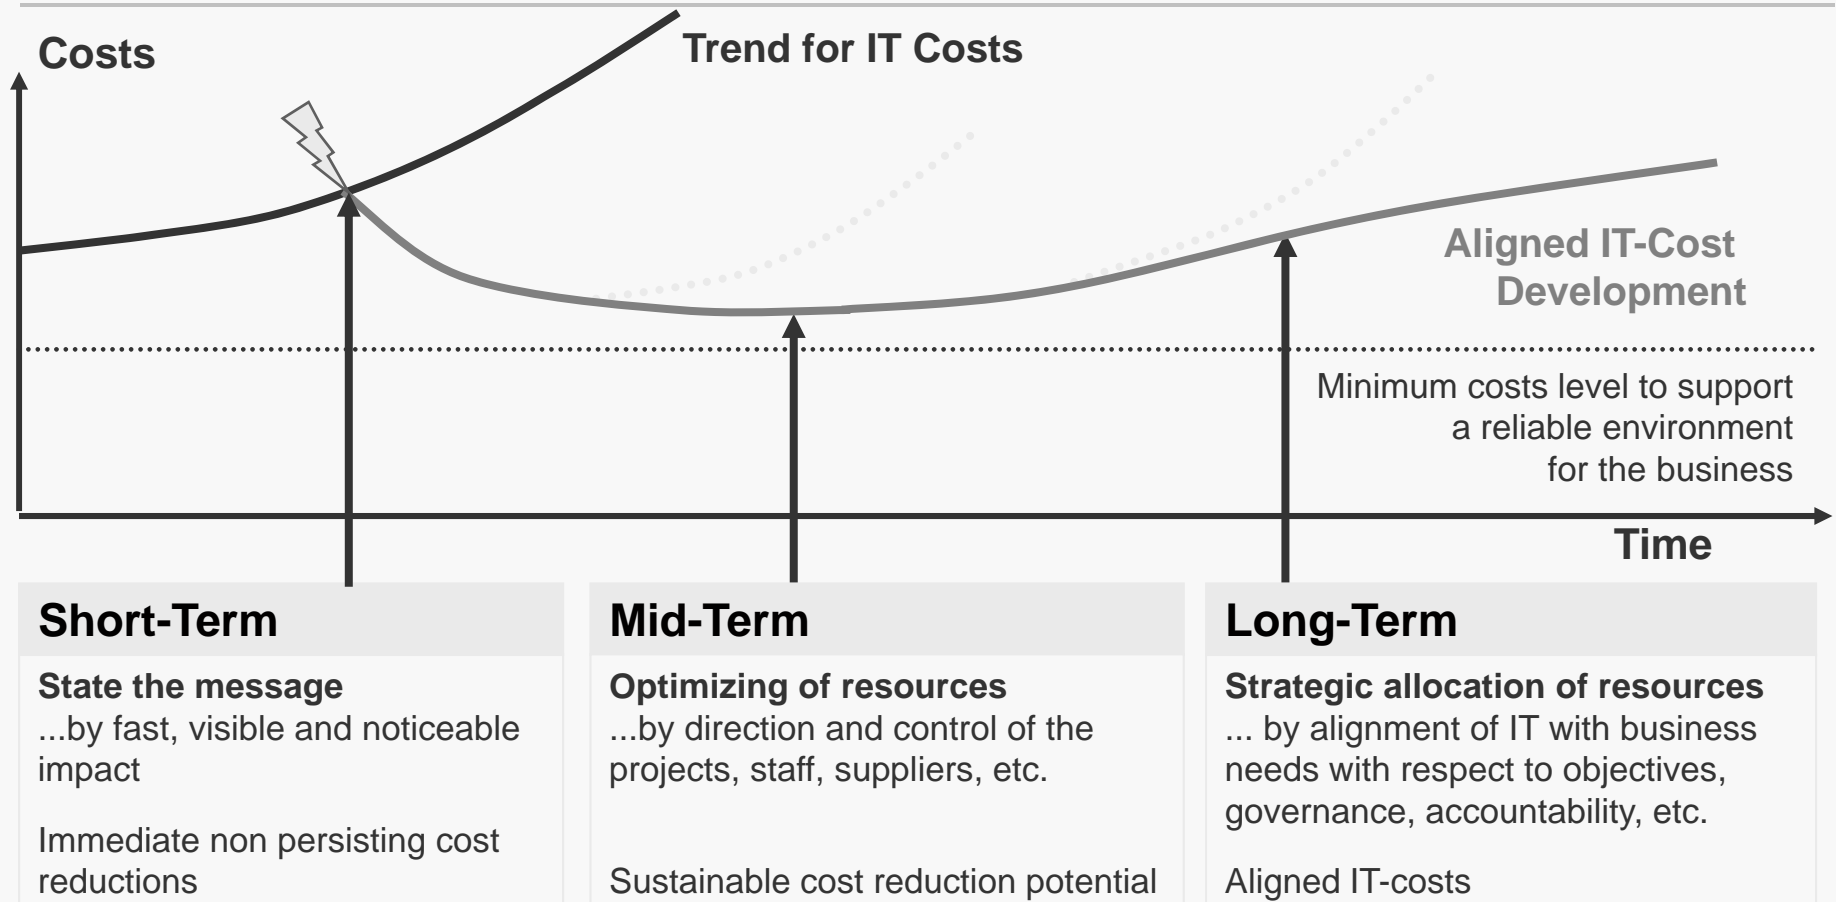 Costs
Trend for IT Costs
Aligned IT-Cost
Development
Minimum costs level to support
a reliable environment
for the business
Time
Short-Term
State the message
...by fast, visible and noticeable
impact
Immediate non persisting cost
reductions
Mid-Term
Optimizing of resources
...by direction and control of the
projects, staff, suppliers, etc.
Sustainable cost reduction potential
Long-Term
Strategic allocation of resources
... by alignment of IT with business
needs with respect to objectives,
governance, accountability, etc.
Aligned IT-costs